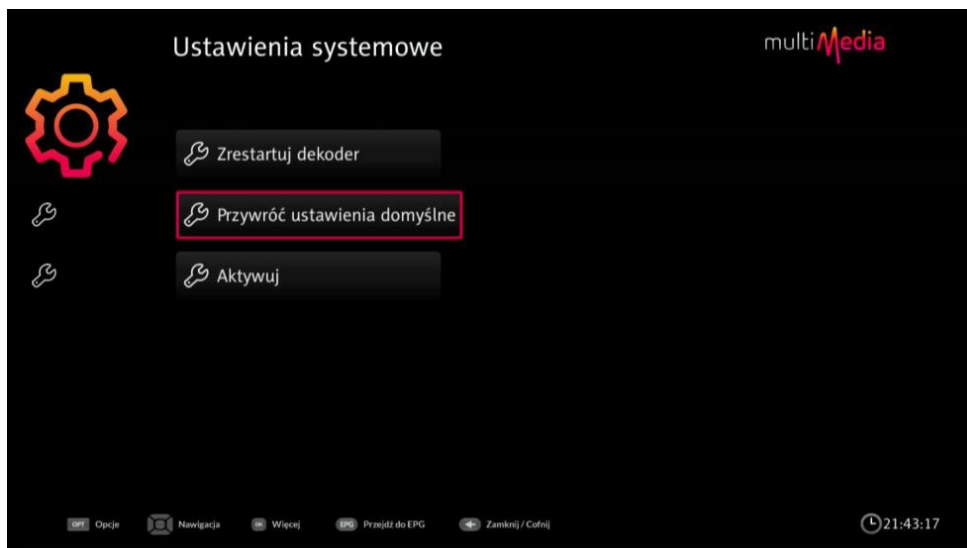 Ustawienia systemowe
multiMedia
Zrestartuj dekoder
Przywróć ustawienia domyślne
Aktywuj
OPT Opcje Nawigacja OK Więcej EPG Przejdź do EPG Zamknij / Cofnij
21:43:17